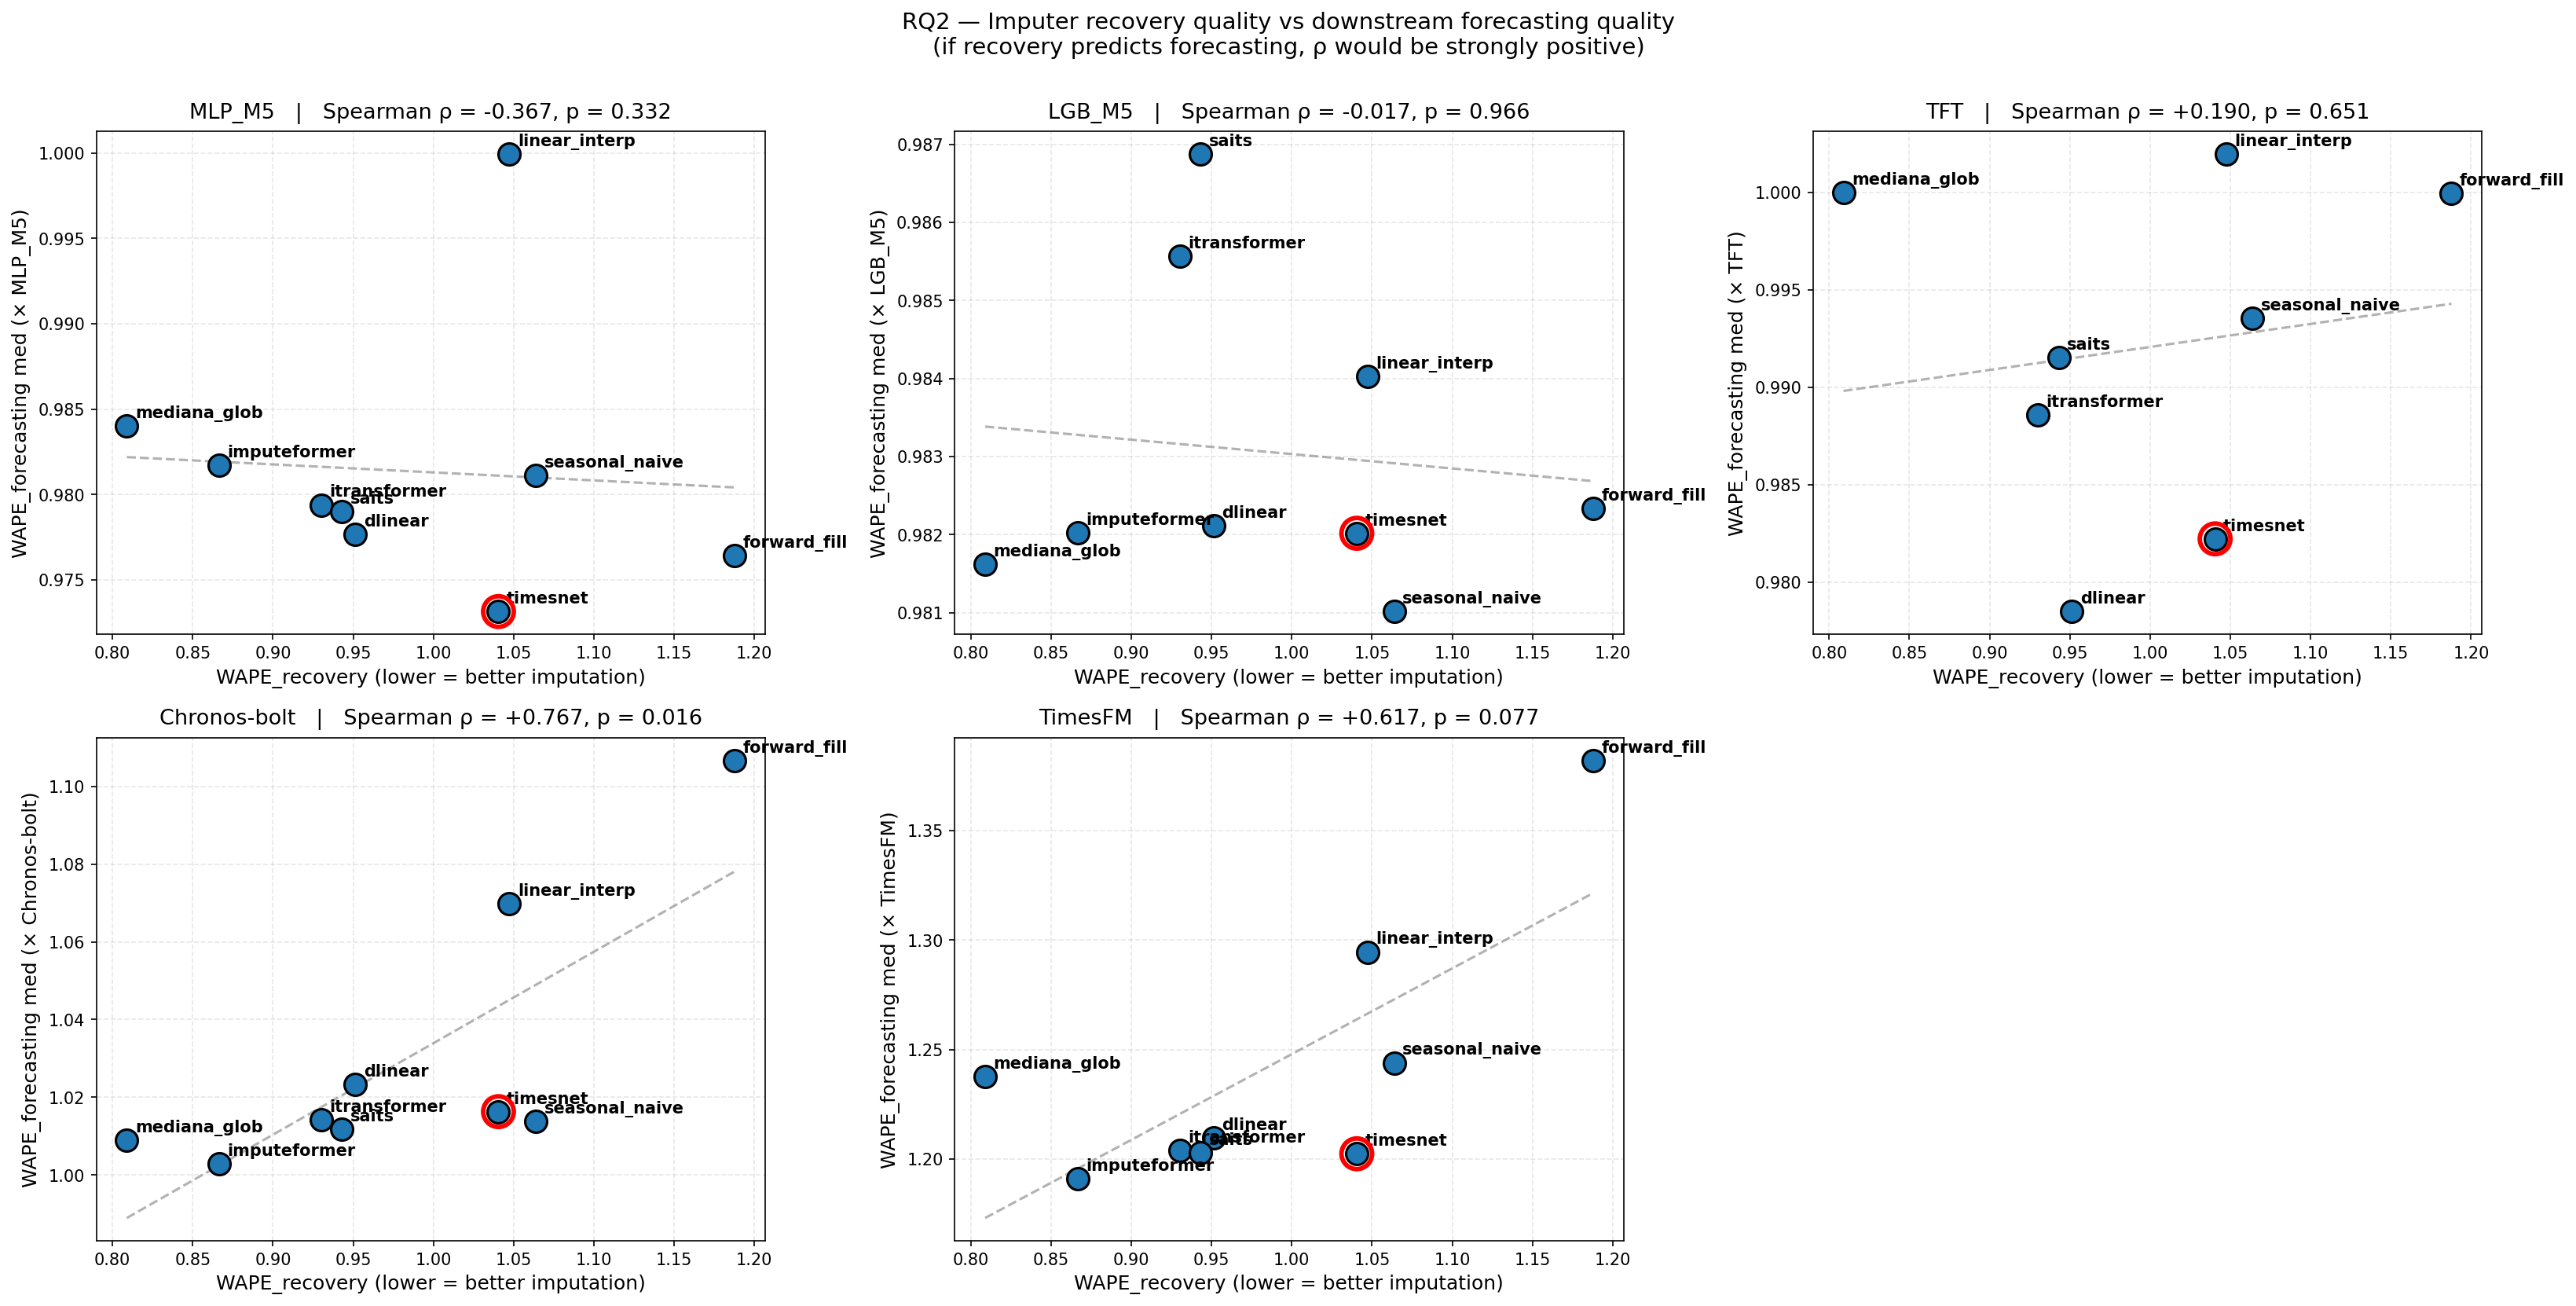 RQ2 — Imputer recovery quality vs downstream forecasting quality
(if recovery predicts forecasting, ρ would be strongly positive)
MLP_M5 | Spearman ρ = -0.367, p = 0.332
WAPE_forecasting med (× MLP_M5)
1.000
0.995
0.990
0.985
0.980
0.975
linear_interp
mediana_glob
imputeformer
seasonal_naive
itransformer
saits
dlinear
forward_fill
timesnet
0.80 0.85 0.90 0.95 1.00 1.05 1.10 1.15 1.20
WAPE_recovery (lower = better imputation)
LGB_M5 | Spearman ρ = -0.017, p = 0.966
WAPE_forecasting med (× LGB_M5)
0.987
0.986
0.985
0.984
0.983
0.982
0.981
saits
itransformer
linear_interp
forward_fill
imputeformer
dlinear
timesnet
mediana_glob
seasonal_naive
0.80 0.85 0.90 0.95 1.00 1.05 1.10 1.15 1.20
WAPE_recovery (lower = better imputation)
TFT | Spearman ρ = +0.190, p = 0.651
WAPE_forecasting med (× TFT)
1.000
0.995
0.990
0.985
0.980
linear_interp
mediana_glob
forward_fill
seasonal_naive
saits
itransformer
timesnet
dlinear
0.80 0.85 0.90 0.95 1.00 1.05 1.10 1.15 1.20
WAPE_recovery (lower = better imputation)
Chronos-bolt | Spearman ρ = +0.767, p = 0.016
WAPE_forecasting med (× Chronos-bolt)
1.10
1.08
1.06
1.04
1.02
1.00
forward_fill
linear_interp
dlinear
timesnet
itransformer
seasonal_naive
saits
mediana_glob
imputeformer
0.80 0.85 0.90 0.95 1.00 1.05 1.10 1.15 1.20
WAPE_recovery (lower = better imputation)
TimesFM | Spearman ρ = +0.617, p = 0.077
WAPE_forecasting med (× TimesFM)
1.35
1.30
1.25
1.20
forward_fill
linear_interp
seasonal_naive
mediana_glob
dlinear
itransformer
saits
timesnet
imputeformer
0.80 0.85 0.90 0.95 1.00 1.05 1.10 1.15 1.20
WAPE_recovery (lower = better imputation)